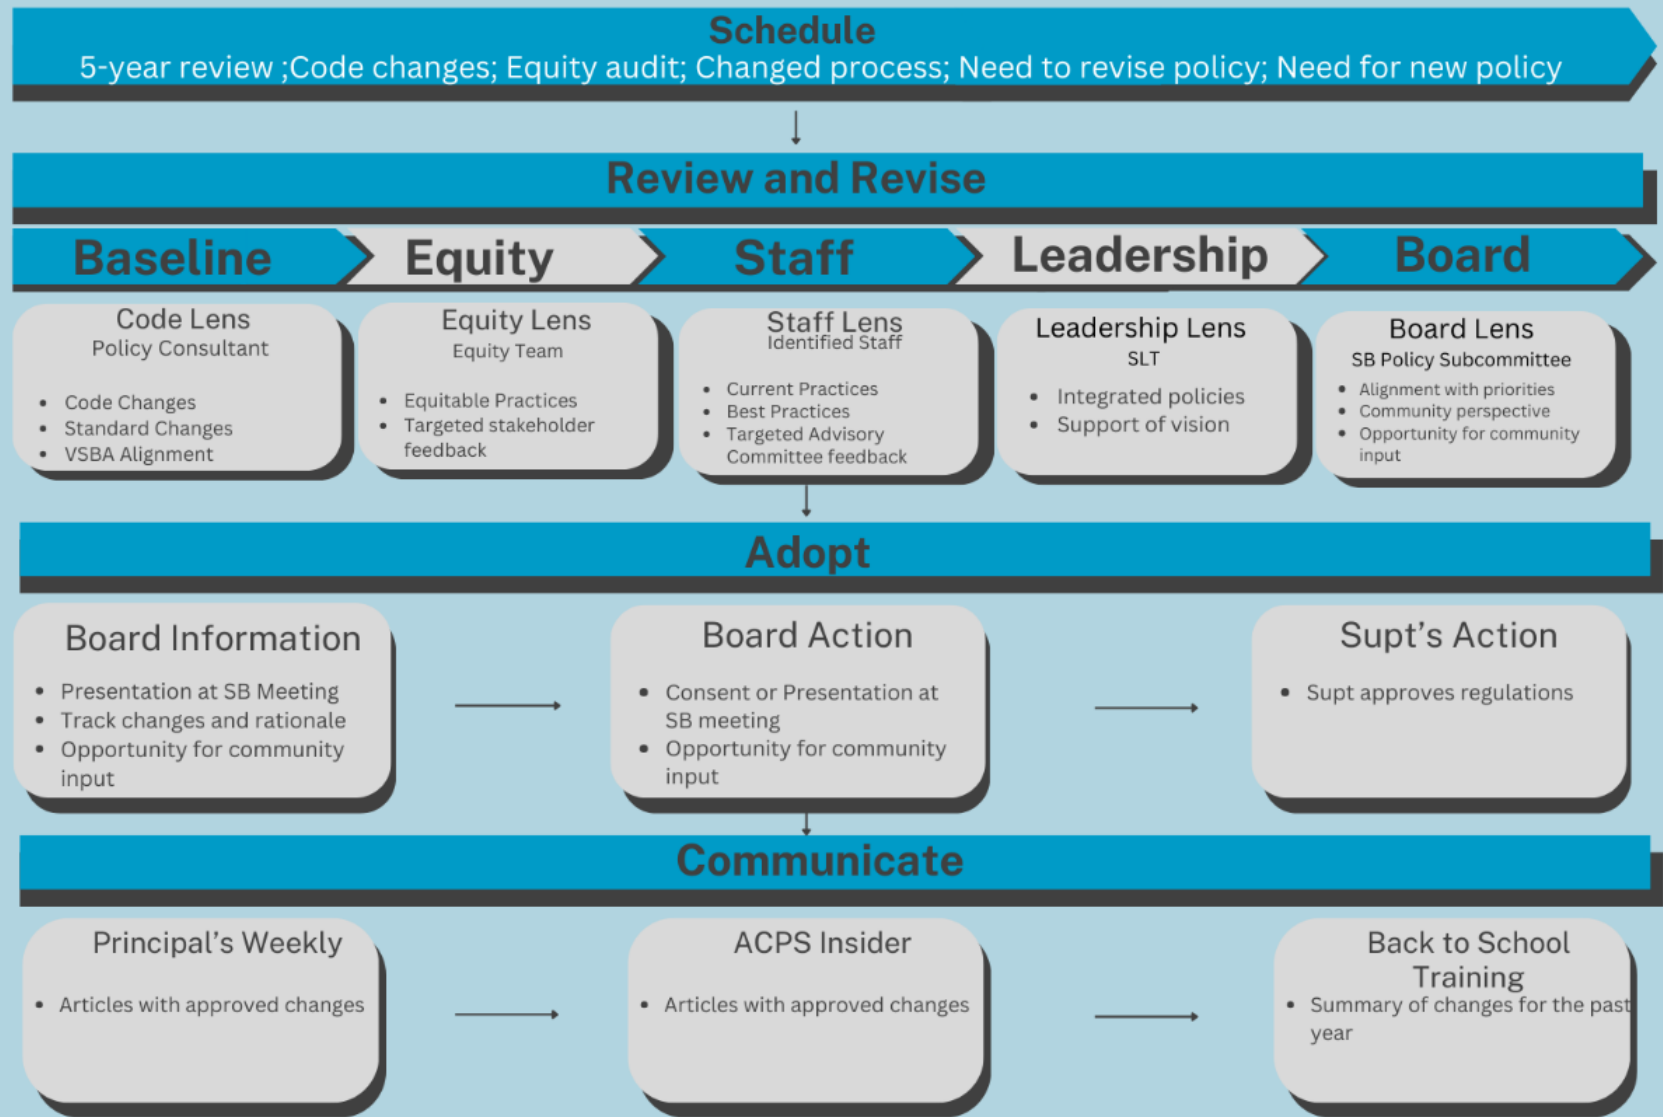 Schedule
5-year review ;Code changes; Equity audit; Changed process; Need to revise policy; Need for new policy
Review and Revise
Baseline
Equity
Staff
Leadership
Board
Code Lens
Policy Consultant
• Code Changes
• Standard Changes
• VSBA Alignment
Equity Lens
Equity Team
• Equitable Practices
• Targeted stakeholder
feedback
Staff Lens
Identified Staff
• Current Practices
• Best Practices
• Targeted Advisory
Committee feedback
Leadership Lens
SLT
• Integrated policies
• Support of vision
Board Lens
SB Policy Subcommittee
• Alignment with priorities
• Community perspective
• Opportunity for community
input
Adopt
Board Information
• Presentation at SB Meeting
• Track changes and rationale
• Opportunity for community
input
Board Action
• Consent or Presentation at
SB meeting
• Opportunity for community
input
Supt's Action
• Supt approves regulations
Communicate
Principal's Weekly
• Articles with approved changes
ACPS Insider
• Articles with approved changes
Back to School
Training
• Summary of changes for the past
year